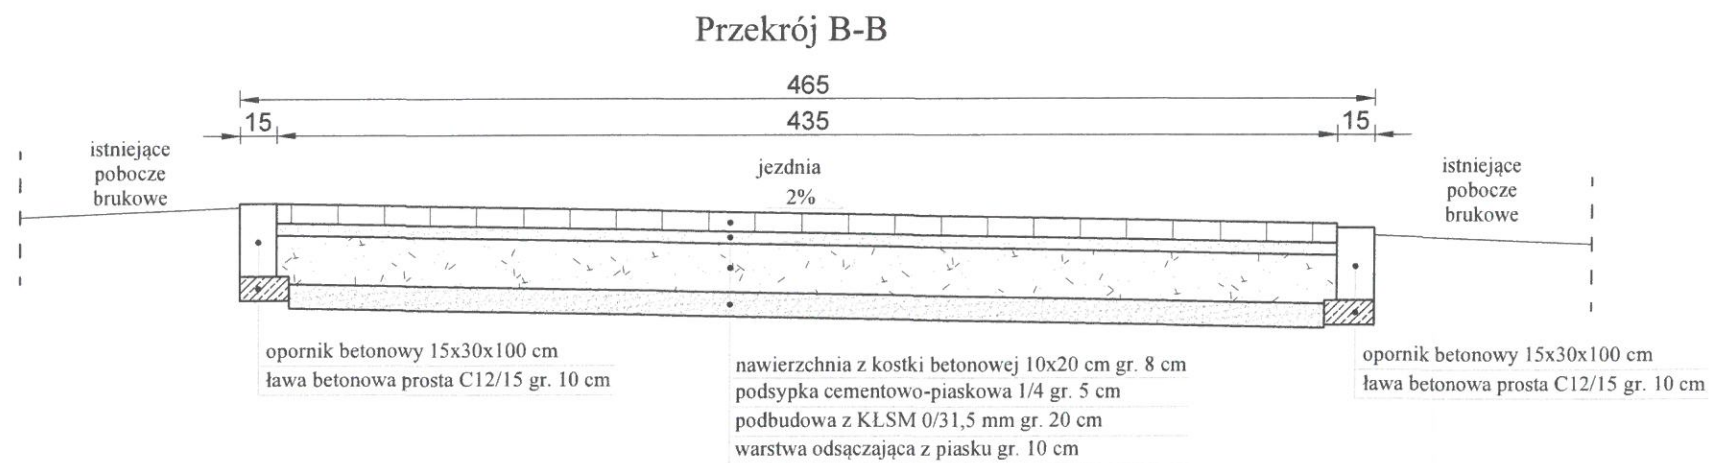 Przekrój B-B
465
15
435
15
istniejące
pobocze
brukowe
jezdnia
2%
istniejące
pobocze
brukowe
opornik betonowy 15x30x100 cm
ława betonowa prosta C12/15 gr. 10 cm
nawierzchnia z kostki betonowej 10x20 cm gr. 8 cm
podsypka cementowo-piaskowa 1/4 gr. 5 cm
podbudowa z KŁSM 0/31,5 mm gr. 20 cm
warstwa odsączająca z piasku gr. 10 cm
opornik betonowy 15x30x100 cm
ława betonowa prosta C12/15 gr. 10 cm